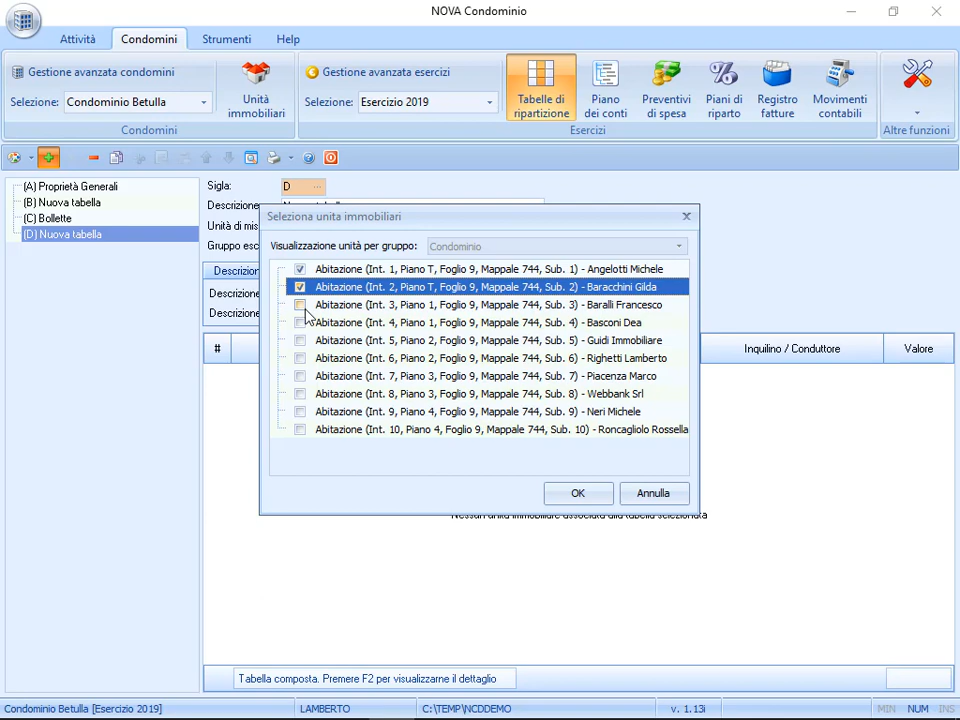 NOVA Condominio
Attività
Condomini
Strumenti
Help
Gestione avanzata condomini
Selezione: Condominio Betulla
Unità immobiliari
Condomini
Gestione avanzata esercizi
Selezione: Esercizio 2019
Tabelle di ripartizione
Piano dei conti
Preventivi di spesa
Piani di riparto
Registro fatture
Movimenti contabili
Esercizi
Altre funzioni
(A) Proprietà Generali
(B) Nuova tabella
(C) Bollette
(D) Nuova tabella
Sigla: D ...
Descrizione
Unità di mis
Gruppo esc
Descrizion
Descrizione
Descrizione
Seleziona unita immobiliari
Visualizzazione unità per gruppo: Condominio
Abitazione (Int. 1, Piano T, Foglio 9, Mappale 744, Sub. 1) - Angelotti Michele
Abitazione (Int. 2, Piano T, Foglio 9, Mappale 744, Sub. 2) - Baracchini Gilda
Abitazione (Int. 3, Piano 1, Foglio 9, Mappale 744, Sub. 3) - Baralli Francesco
Abitazione (Int. 4, Piano 1, Foglio 9, Mappale 744, Sub. 4) - Basconi Dea
Abitazione (Int. 5, Piano 2, Foglio 9, Mappale 744, Sub. 5) - Guidi Immobiliare
Abitazione (Int. 6, Piano 2, Foglio 9, Mappale 744, Sub. 6) - Righetti Lamberto
Abitazione (Int. 7, Piano 3, Foglio 9, Mappale 744, Sub. 7) - Piacenza Marco
Abitazione (Int. 8, Piano 3, Foglio 9, Mappale 744, Sub. 8) - Webbank Srl
Abitazione (Int. 9, Piano 4, Foglio 9, Mappale 744, Sub. 9) - Neri Michele
Abitazione (Int. 10, Piano 4, Foglio 9, Mappale 744, Sub. 10) - Roncagliolo Rossella
OK
Annulla
#
Inquilino / Conduttore
Valore
Nessun unità immobiliare associata alla tabella selezionata
Tabella composta. Premere F2 per visualizzarne il dettaglio
Condominio Betulla [Esercizio 2019]
LAMBERTO
C:\TEMP\NCDDEMO
v. 1.13i
MIN
NUM
INS